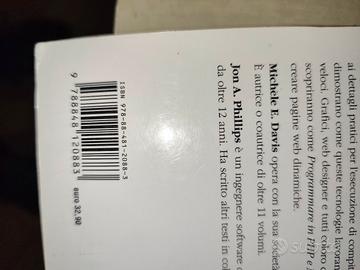 ai dettagli pratici per l'esecuzione di
dimostrano come queste tecnologie
veloci. Grafici, web designer e tutti coloro
scopriranno come Programmare in PHP e
creare pagine web dinamiche.
Michele E. Davis opera con la sua società
È autrice o coautrice di oltre 11 volumi.
Jon A. Phillips è un ingegnere software
da oltre 12 anni. Ha scritto altri testi in
ISBN 978-88-481-2088-3
9 788848 120883
euro 32,90